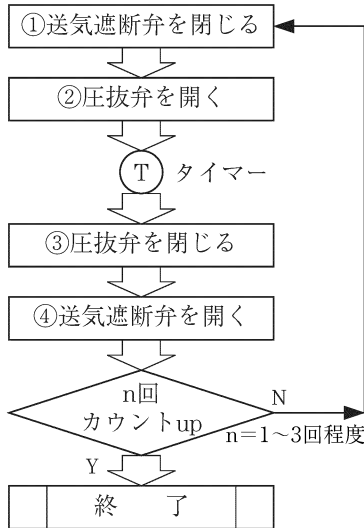 ①送気遮断弁を閉じる
②圧抜弁を開く
T タイマー
③圧抜弁を閉じる
④送気遮断弁を開く
n回
カウントup
N
n＝1～3回程度
Y
終　了